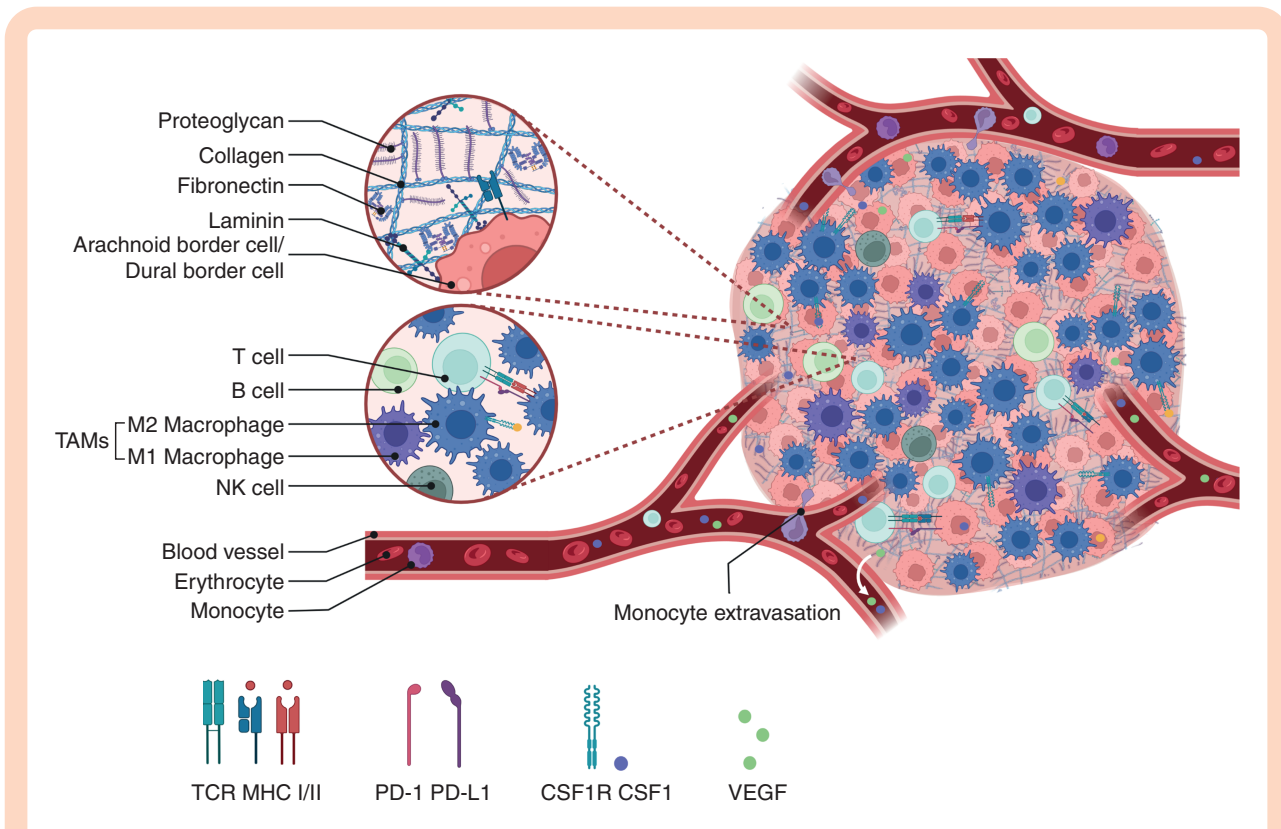 Proteoglycan
Collagen
Fibronectin
Laminin
Arachnoid border cell/
Dural border cell
T cell
B cell
TAMs
M2 Macrophage
M1 Macrophage
NK cell
Blood vessel
Erythrocyte
Monocyte
Monocyte extravasation
TCR MHC I/II
PD-1 PD-L1
CSF1R CSF1
VEGF